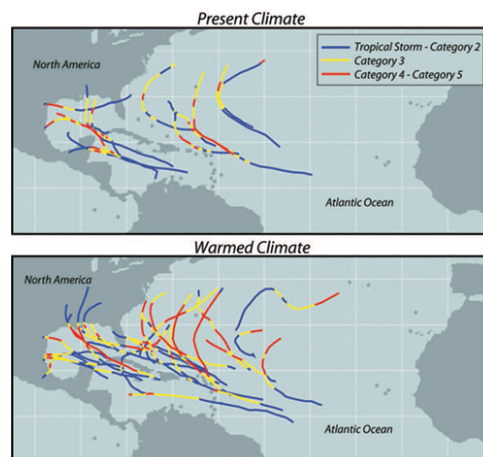 Present Climate
North America
Tropical Storm - Category 2
Category 3
Category 4 - Category 5
Atlantic Ocean
Warmed Climate
North America
Atlantic Ocean